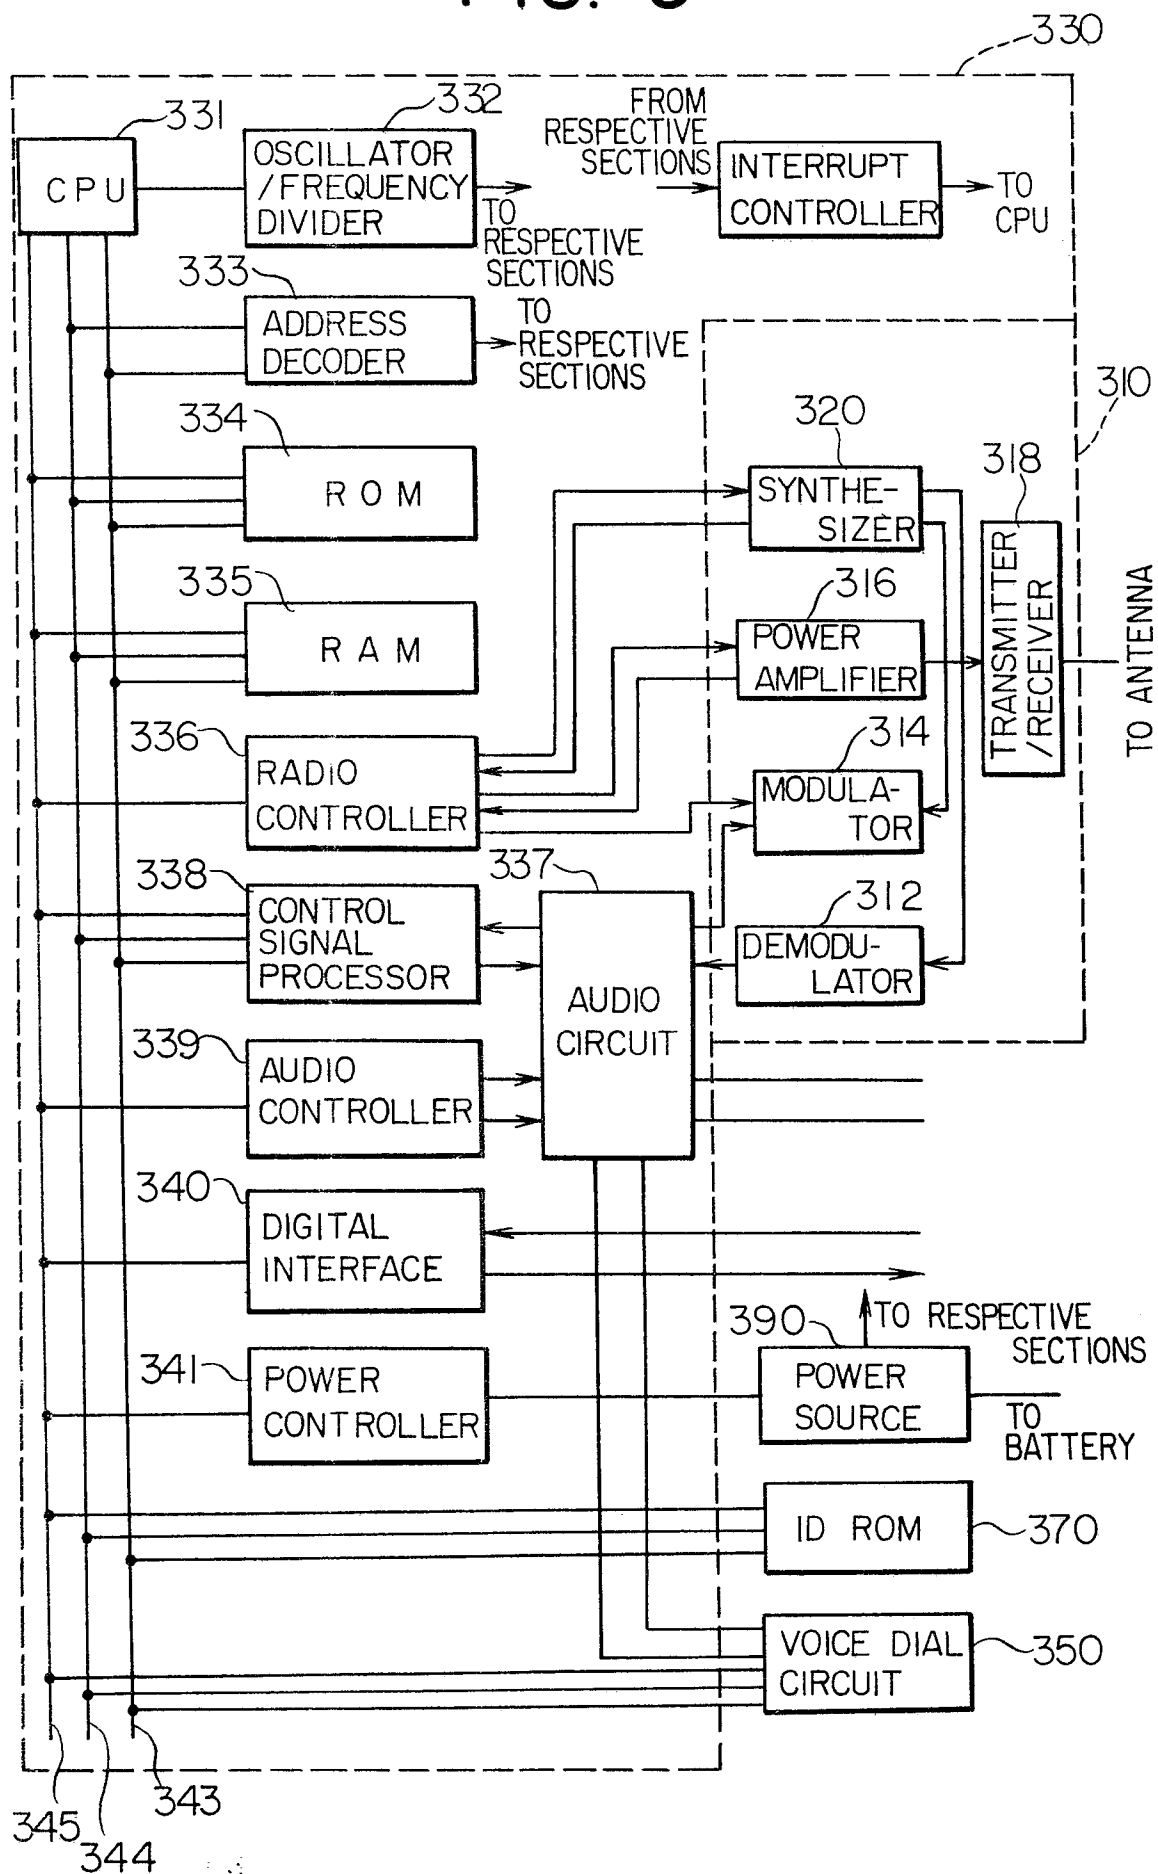 330
331
CPU
332
OSCILLATOR
/FREQUENCY
DIVIDER
TO
RESPECTIVE
SECTIONS
FROM
RESPECTIVE
SECTIONS
INTERRUPT
CONTROLLER
TO
CPU
333
ADDRESS
DECODER
TO
RESPECTIVE
SECTIONS
310
334
ROM
320
SYNTHE-
SIZER
318
TRANSMITTER
/RECEIVER
TO ANTENNA
335
RAM
316
POWER
AMPLIFIER
336
RADIO
CONTROLLER
314
MODULA-
TOR
338
CONTROL
SIGNAL
PROCESSOR
337
AUDIO
CIRCUIT
312
DEMODU-
LATOR
339
AUDIO
CONTROLLER
340
DIGITAL
INTERFACE
341
POWER
CONTROLLER
390
TO RESPECTIVE
SECTIONS
POWER
SOURCE
TO
BATTERY
ID ROM
370
VOICE DIAL
CIRCUIT
350
343
345
344